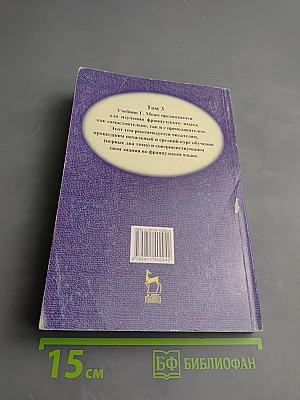 Том 3
Учебник Г. Може предназначен
для изучения французского языка
как самостоятельно, так и с преподавателем.
Этот том рекомендуется читателям,
прошедшим начальный и средний курс обучения
(первые два тома) и совершенствующим
свои знания во французском языке.
15 см
БФ БИБЛИОФАН